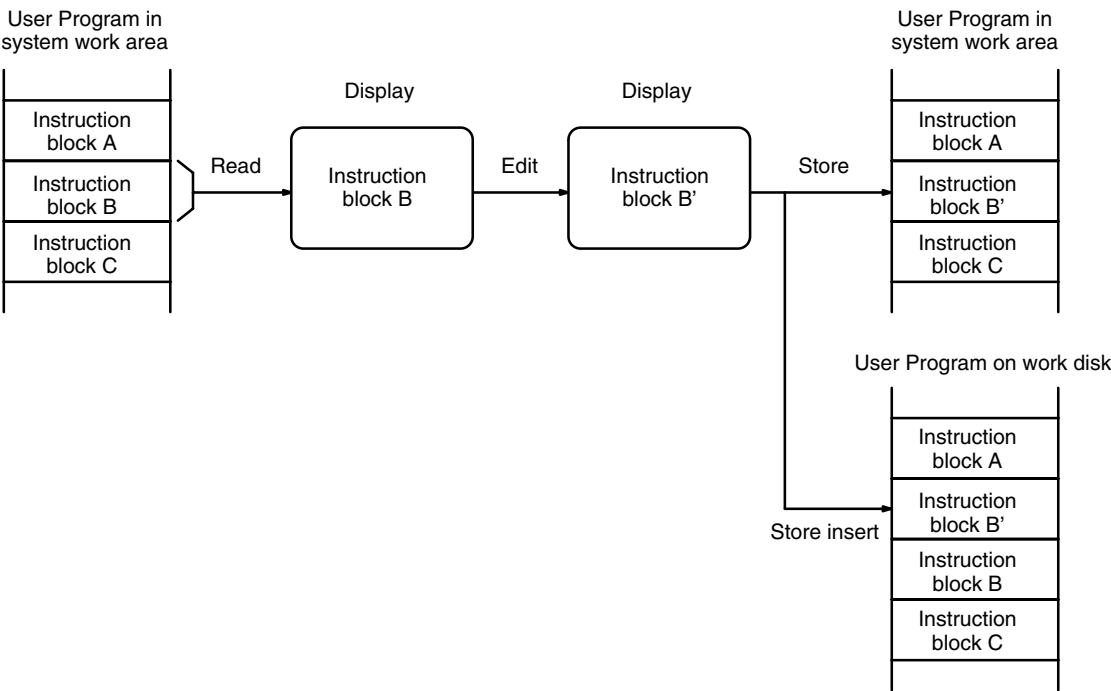 User Program in
system work area
Instruction
block A
Instruction
block B
Instruction
block C
Read
Display
Instruction
block B
Edit
Display
Instruction
block B’
Store
User Program in
system work area
Instruction
block A
Instruction
block B'
Instruction
block C
Store insert
User Program on work disk
Instruction
block A
Instruction
block B’
Instruction
block B
Instruction
block C